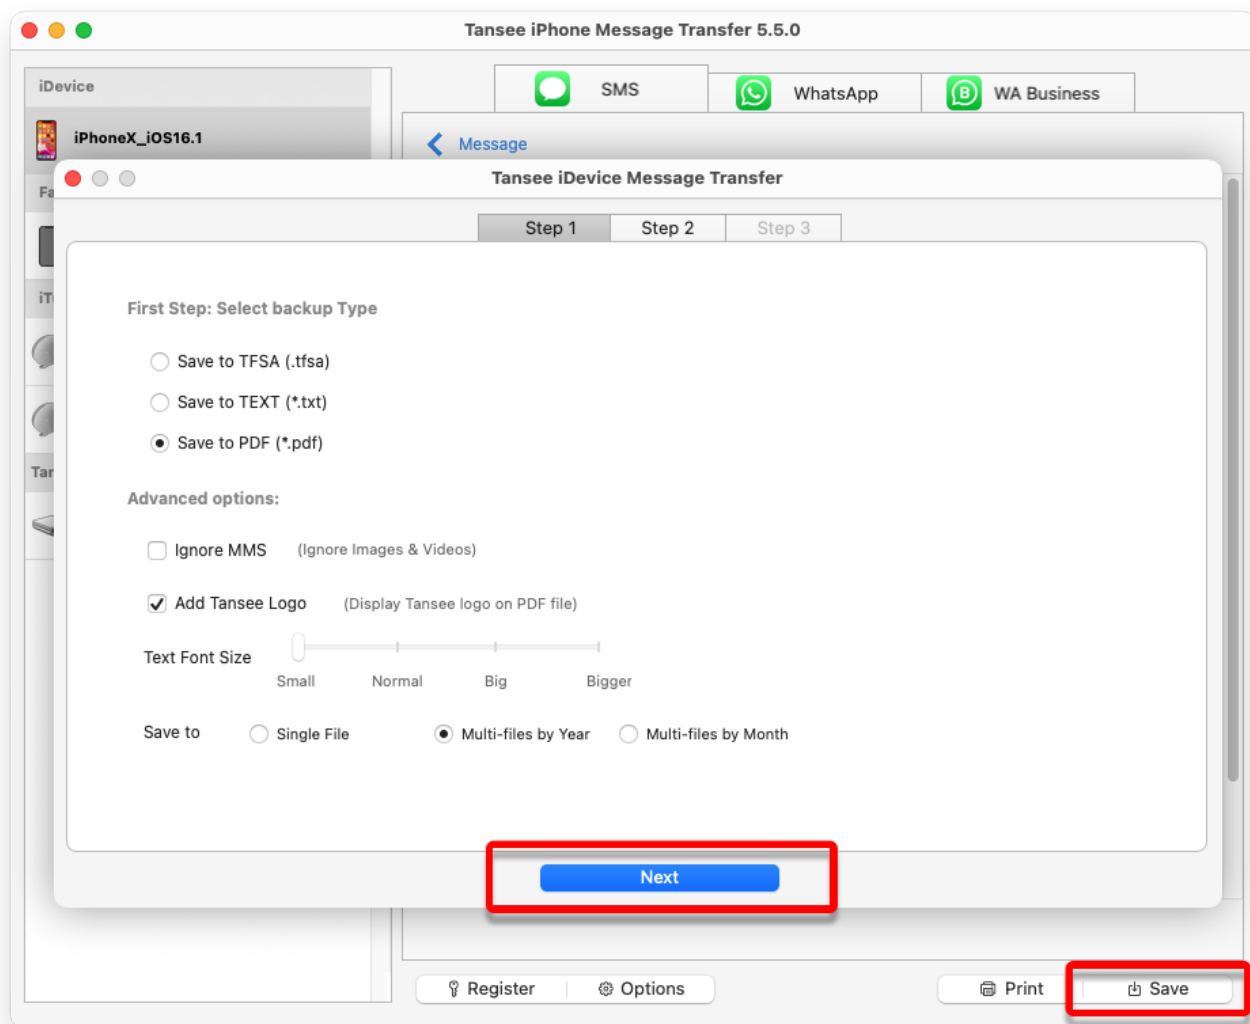 Tansee iPhone Message Transfer 5.5.0
iDevice
SMS
WhatsApp
WA Business
iPhoneX_iOS16.1
Message
Tansee iDevice Message Transfer
Fa
Step 1
Step 2
Step 3
iT
First Step: Select backup Type
Save to TFSA (.tfsa)
Save to TEXT (*.txt)
Save to PDF (*.pdf)
Tar
Advanced options:
Ignore MMS (Ignore Images & Videos)
Add Tansee Logo (Display Tansee logo on PDF file)
Text Font Size
Small Normal Big Bigger
Save to Single File Multi-files by Year Multi-files by Month
Next
Register Options Print Save